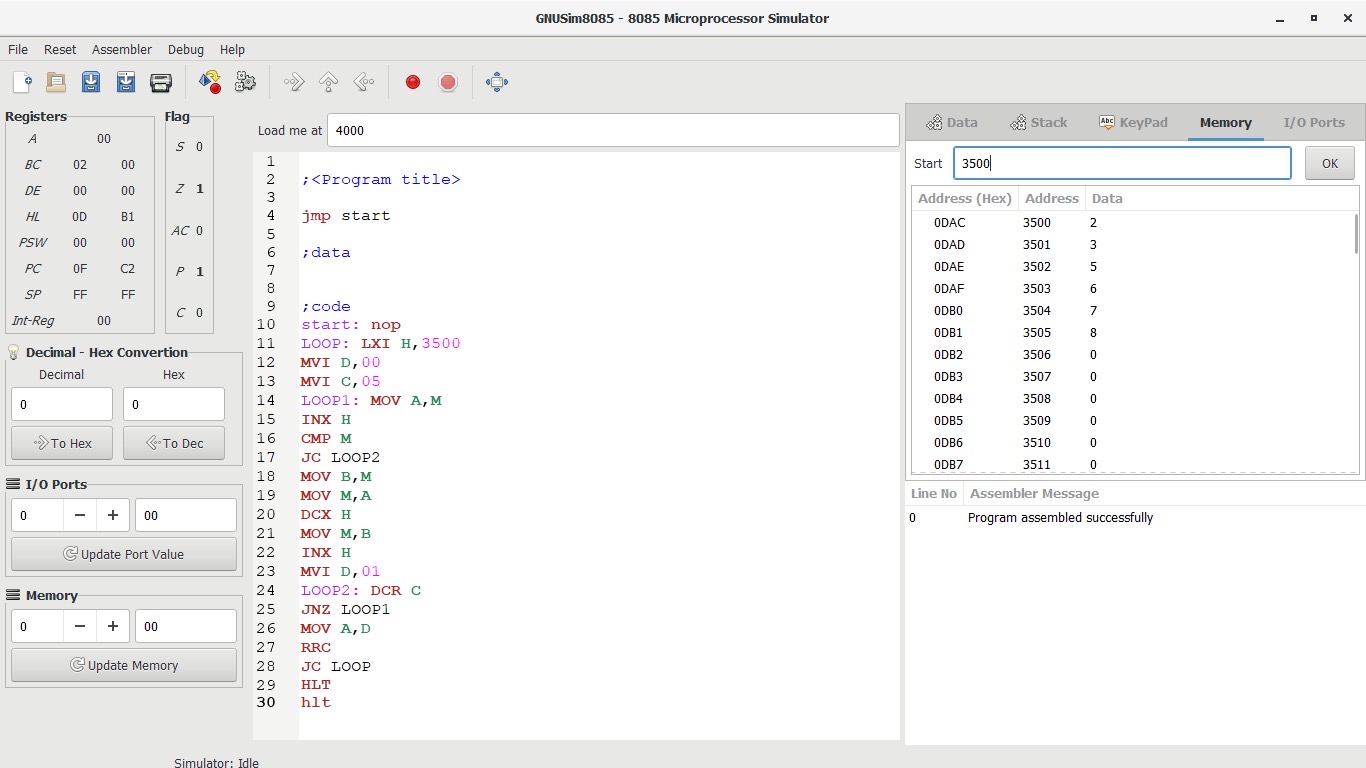 GNUSim8085 - 8085 Microprocessor Simulator
File Reset Assembler Debug Help
Registers
A 00
BC 02 00
DE 00 00
HL 0D B1
PSW 00 00
PC 0F C2
SP FF FF
Int-Reg 00
Flag
S 0
Z 1
AC 0
P 1
C 0
Decimal - Hex Convertion
Decimal Hex
0 0
To Hex To Dec
I/O Ports
0 − + 00
Update Port Value
Memory
0 − + 00
Update Memory
Load me at 4000
1
2 ;<Program title>
3
4 jmp start
5
6 ;data
7
8
9 ;code
10 start: nop
11 LOOP: LXI H,3500
12 MVI D,00
13 MVI C,05
14 LOOP1: MOV A,M
15 INX H
16 CMP M
17 JC LOOP2
18 MOV B,M
19 MOV M,A
20 DCX H
21 MOV M,B
22 INX H
23 MVI D,01
24 LOOP2: DCR C
25 JNZ LOOP1
26 MOV A,D
27 RRC
28 JC LOOP
29 HLT
30 hlt
Data Stack Abc KeyPad Memory I/O Ports
Start 3500 OK
Address (Hex) Address Data
0DAC 3500 2
0DAD 3501 3
0DAE 3502 5
0DAF 3503 6
0DB0 3504 7
0DB1 3505 8
0DB2 3506 0
0DB3 3507 0
0DB4 3508 0
0DB5 3509 0
0DB6 3510 0
0DB7 3511 0
Line No Assembler Message
0 Program assembled successfully
Simulator: Idle